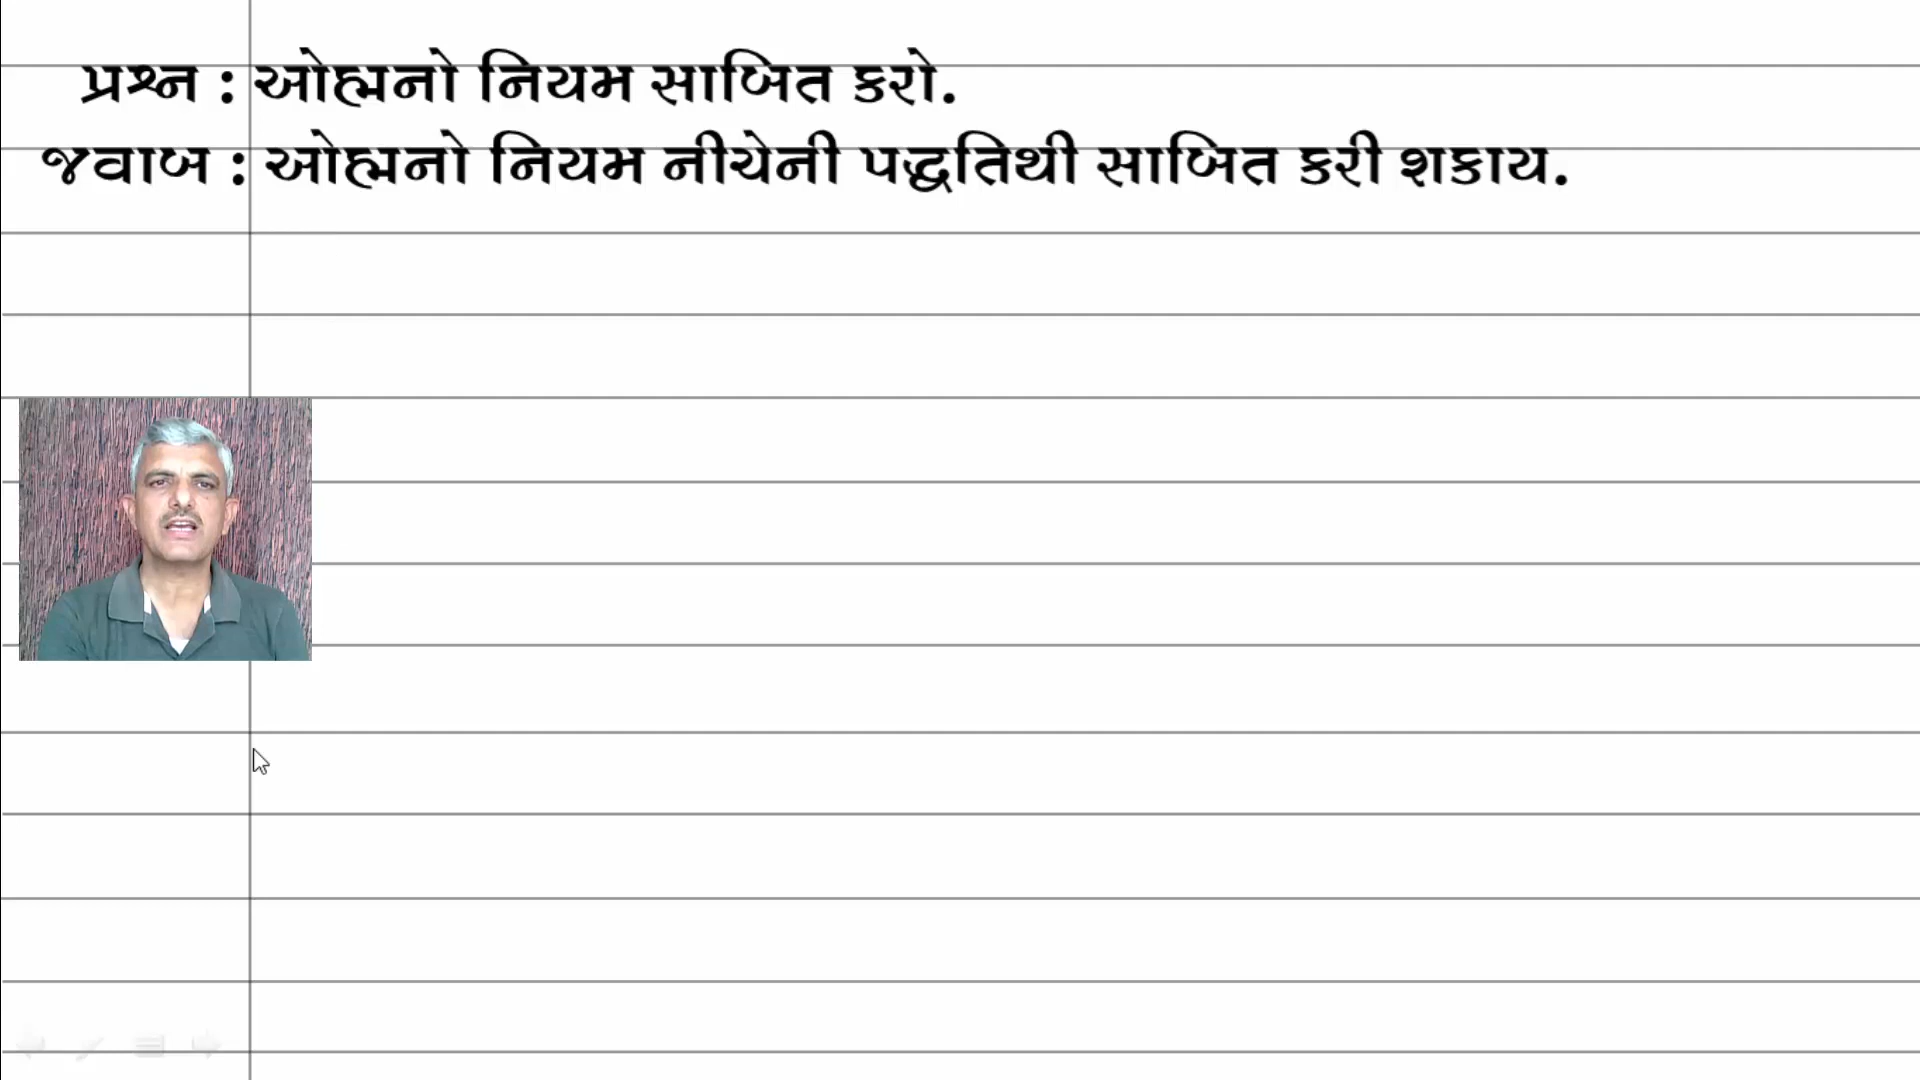 પ્રશ્ન : ઓહ્મનો નિયમ સાબિત કરો.
જવાબ : ઓહ્મનો નિયમ નીચેની પદ્ધતિથી સાબિત કરી શકાય.